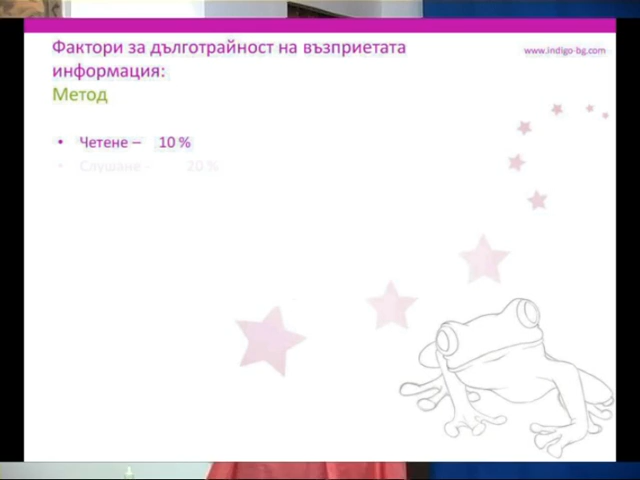 Фактори за дълготрайност на възприетата
информация:
Метод
www.indigo-bg.com
• Четене – 10 %
• Слушане - 20 %